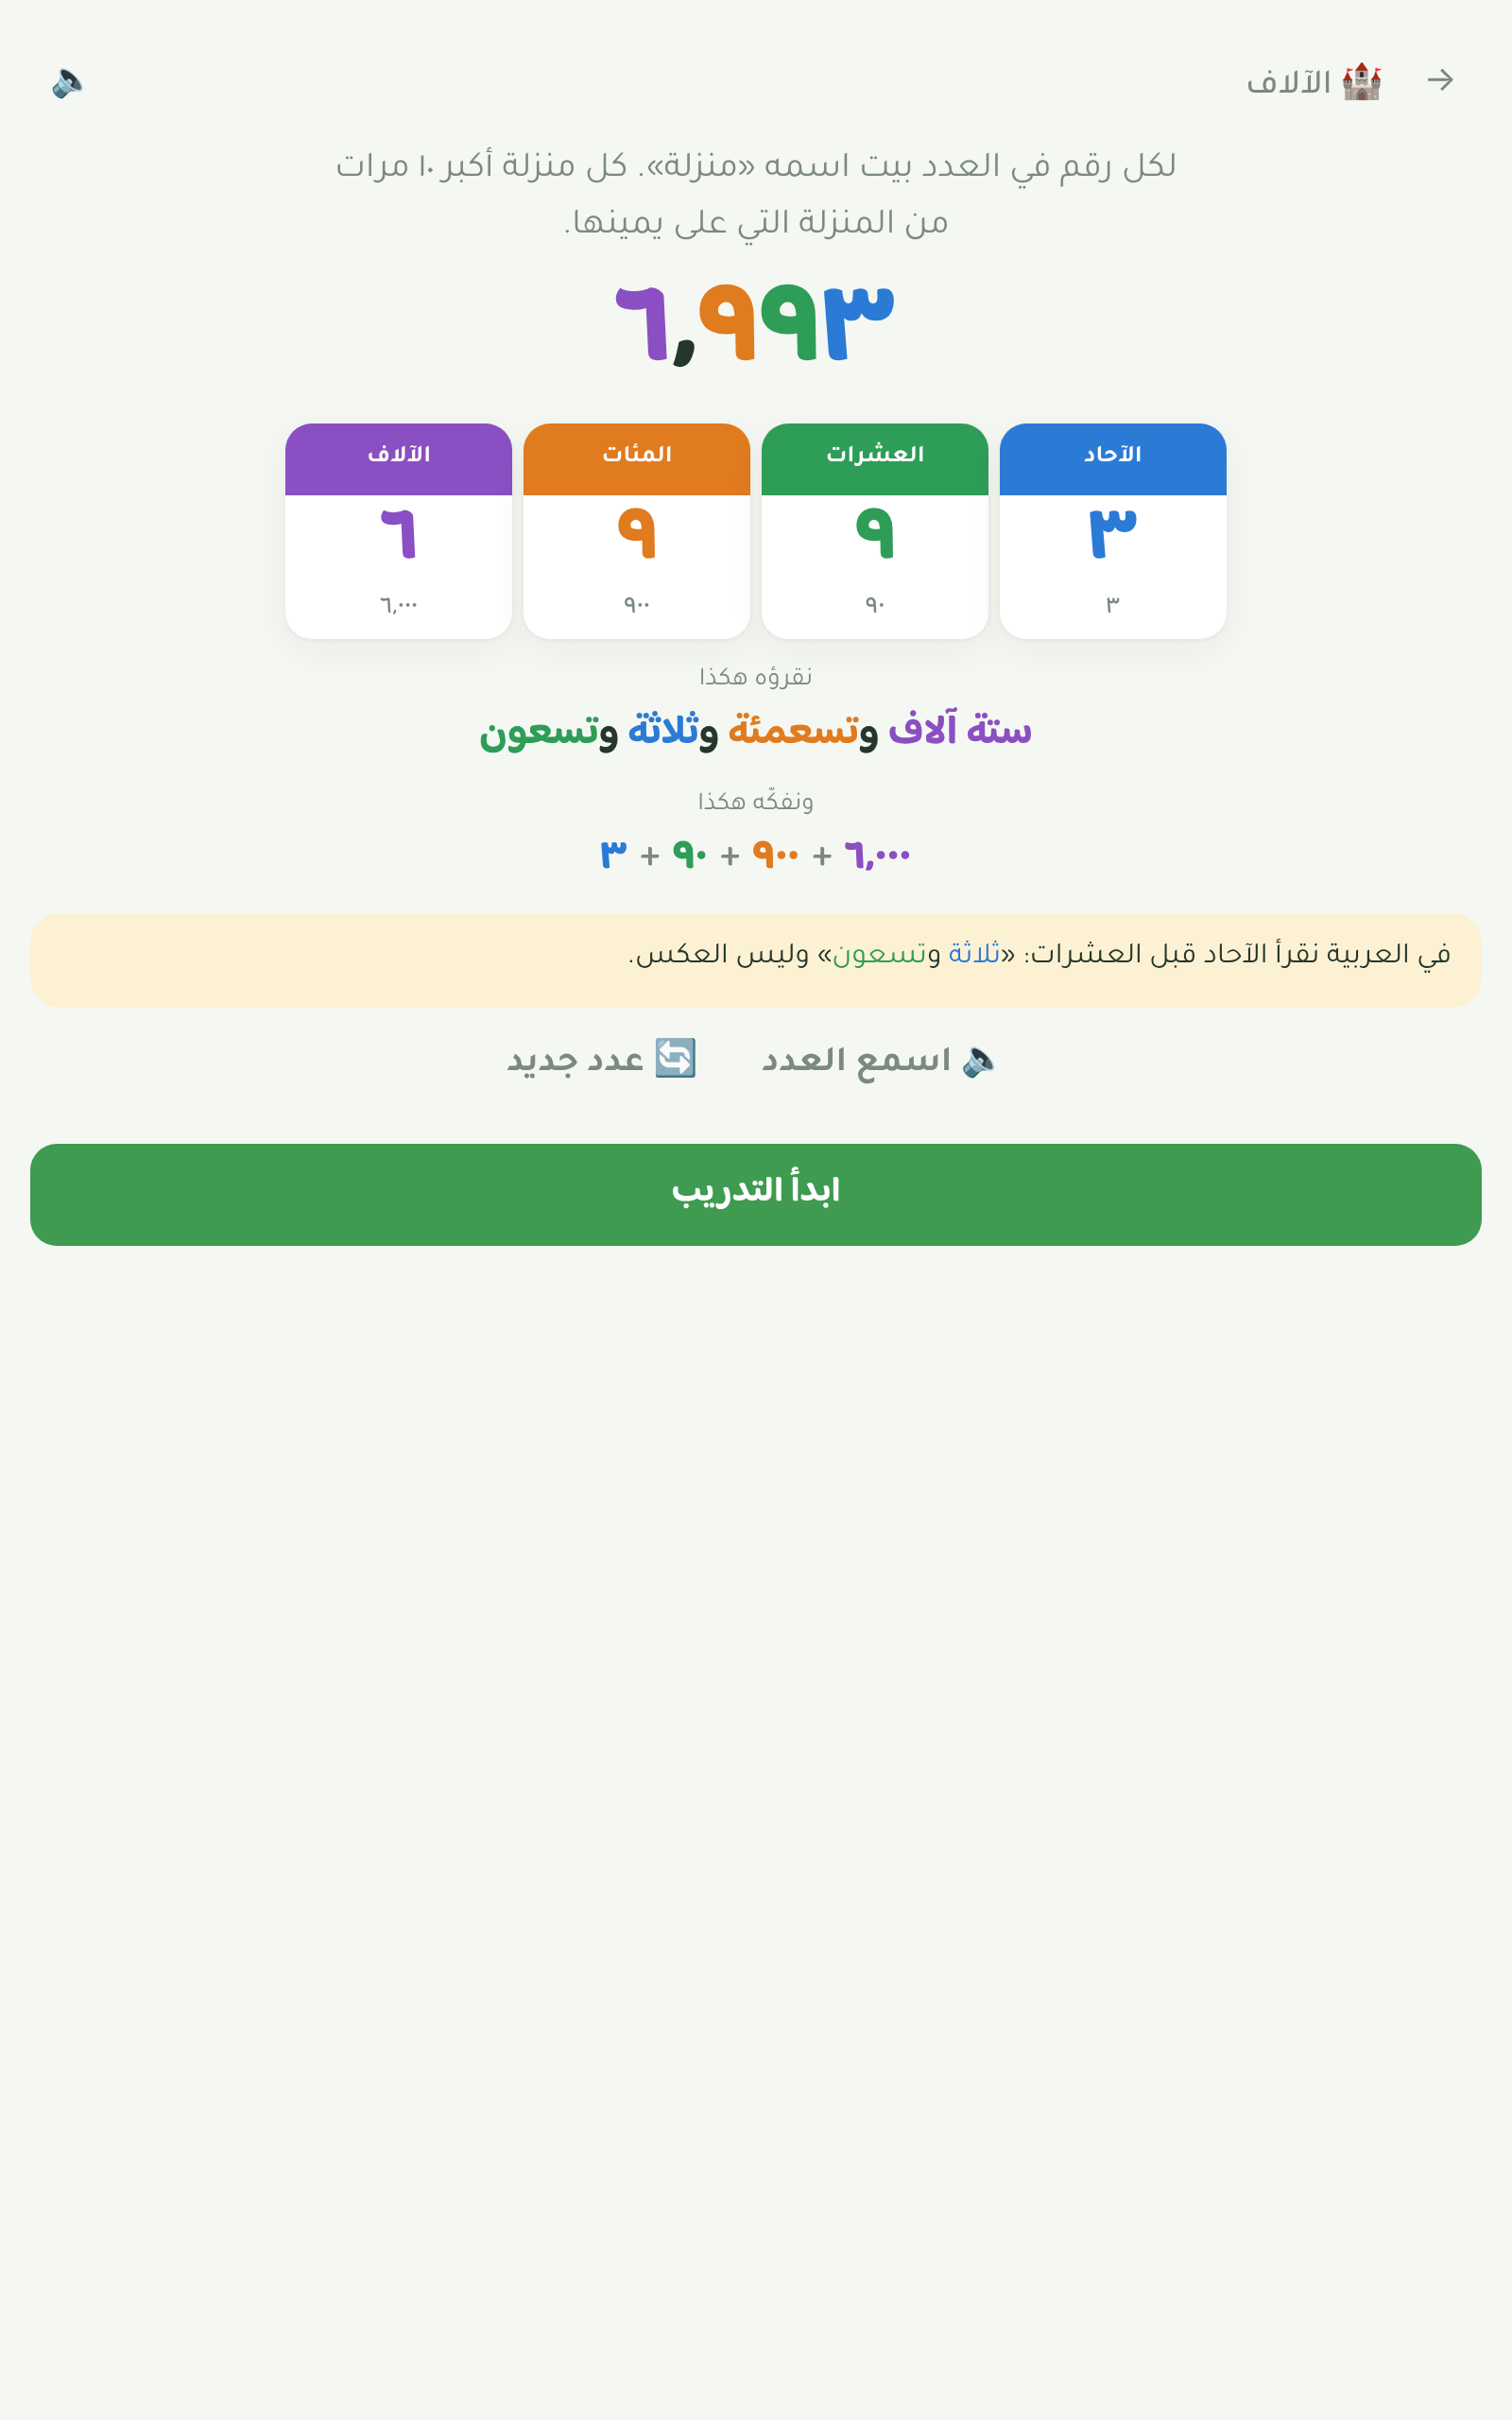 🏰 الآلاف
لكل رقم في العدد بيت اسمه «منزلة». كل منزلة أكبر ١٠ مرات
من المنزلة التي على يمينها.
٦,٩٩٣
الآحاد العشرات المئات الآلاف
٣ ٩ ٩ ٦
٣ ٩٠ ٩٠٠ ٦,٠٠٠
نقرؤه هكذا
ستة آلاف وتسعمئة وثلاثة وتسعون
ونفكّه هكذا
٦,٠٠٠ + ٩٠٠ + ٩٠ + ٣
في العربية نقرأ الآحاد قبل العشرات: «ثلاثة وتسعون» وليس العكس.
🔈 اسمع العدد 🔄 عدد جديد
ابدأ التدريب